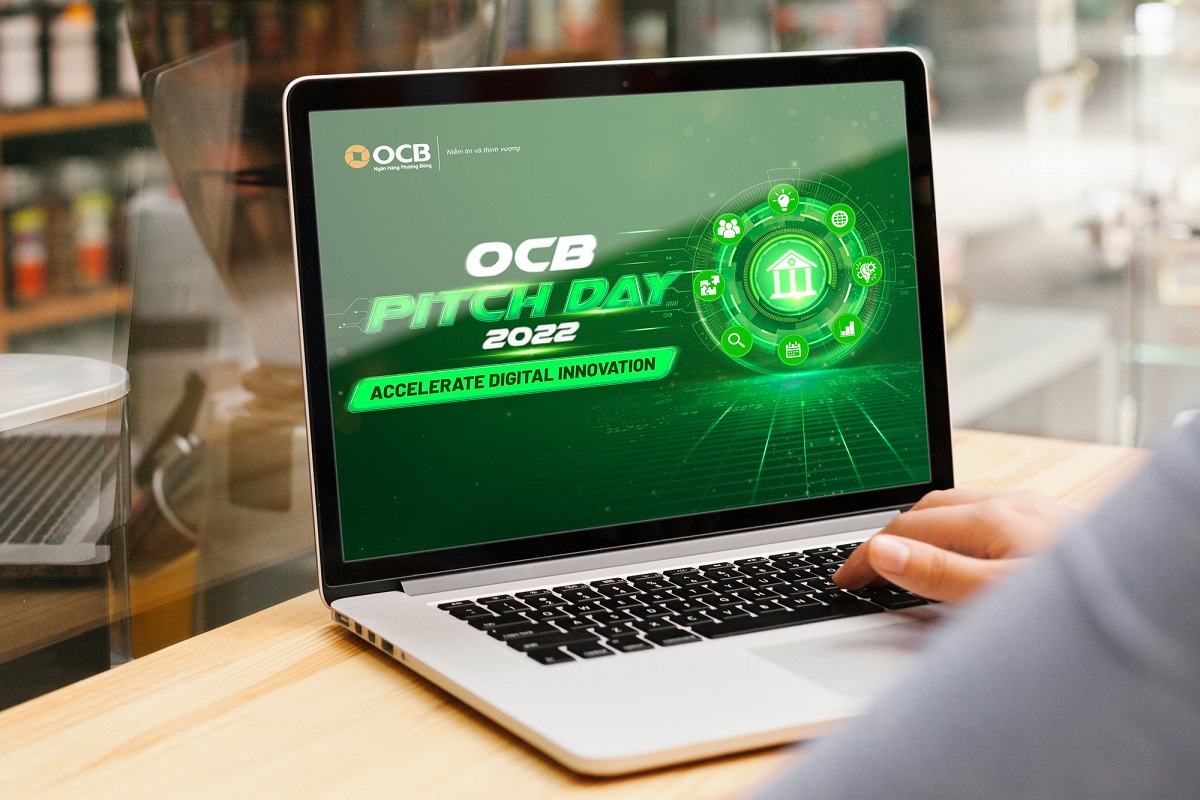 OCB
Ngân Hàng Phương Đông
Niềm tin và thịnh vượng
OCB
PITCH DAY
2022
ACCELERATE DIGITAL INNOVATION